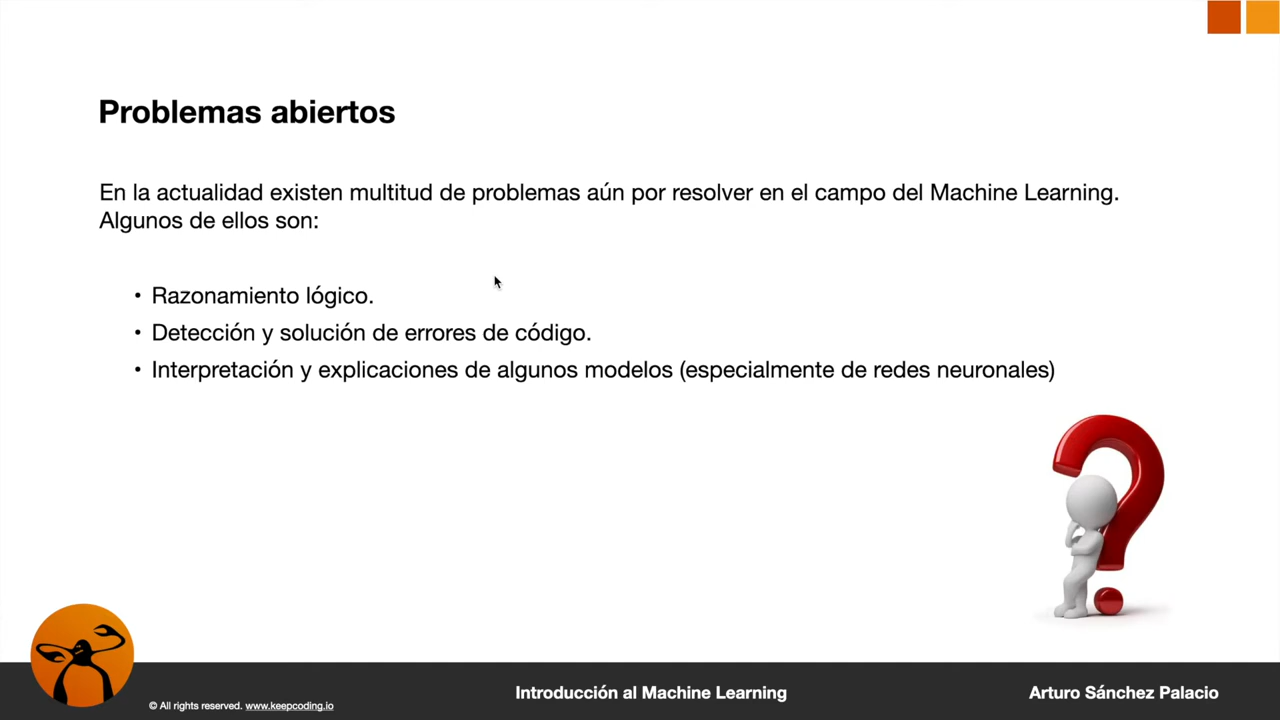 Problemas abiertos
En la actualidad existen multitud de problemas aún por resolver en el campo del Machine Learning.
Algunos de ellos son:
• Razonamiento lógico.
• Detección y solución de errores de código.
• Interpretación y explicaciones de algunos modelos (especialmente de redes neuronales)
© All rights reserved. www.keepcoding.io
Introducción al Machine Learning
Arturo Sánchez Palacio